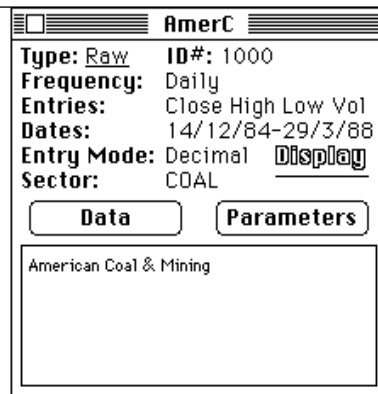 AmerC
Type: Raw ID#: 1000
Frequency: Daily
Entries: Close High Low Vol
Dates: 14/12/84-29/3/88
Entry Mode: Decimal Display
Sector: COAL
Data Parameters
American Coal & Mining